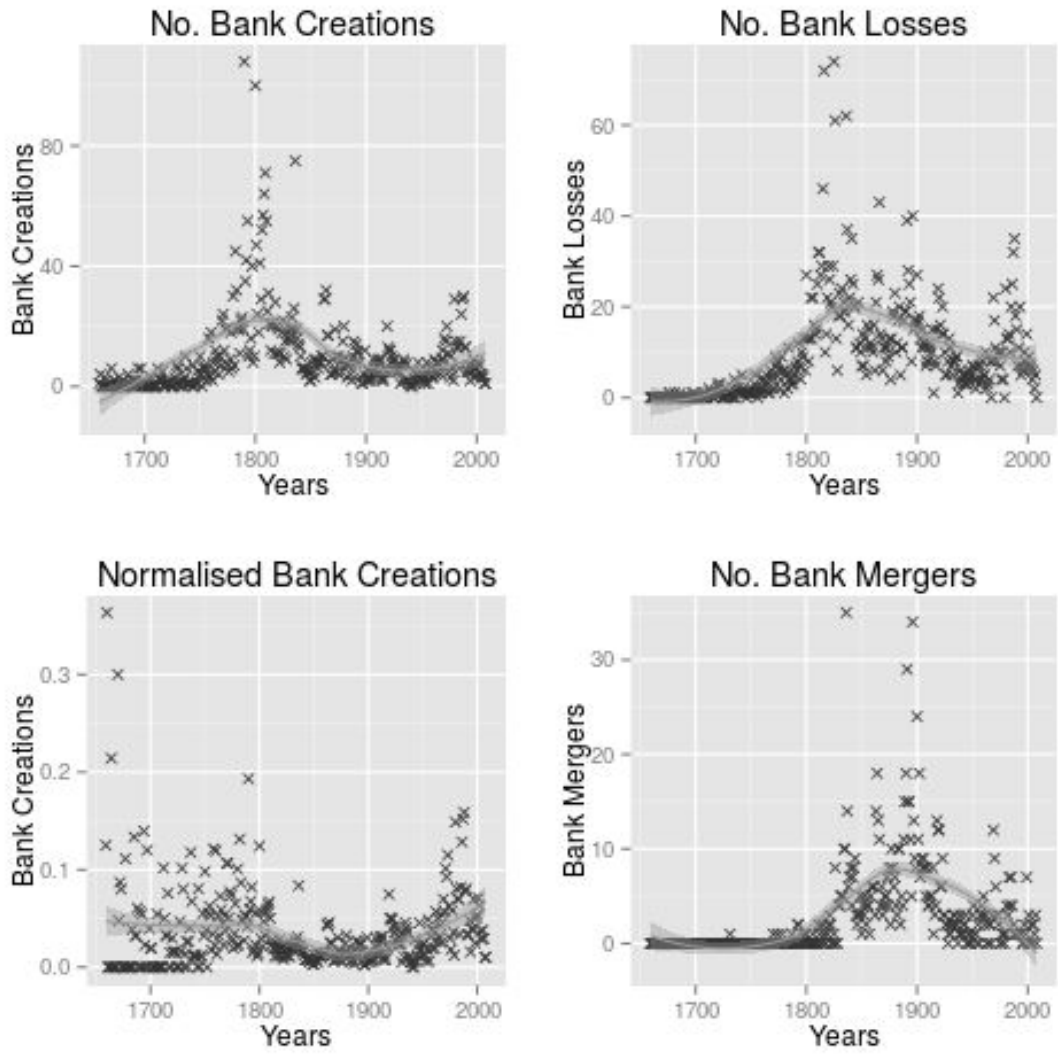 No. Bank Creations
Bank Creations
80
40
0
1700 1800 1900 2000
Years
No. Bank Losses
Bank Losses
60
40
20
0
1700 1800 1900 2000
Years
Normalised Bank Creations
Bank Creations
0.3
0.2
0.1
0.0
1700 1800 1900 2000
Years
No. Bank Mergers
Bank Mergers
30
20
10
0
1700 1800 1900 2000
Years